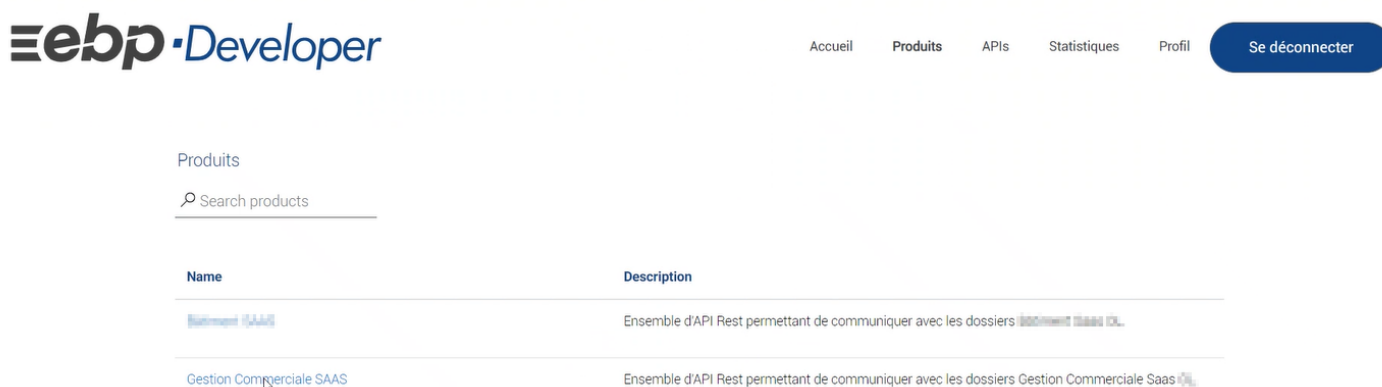 ebp·Developer
Accueil Produits APIs Statistiques Profil Se déconnecter
Produits
Search products
Name Description
Ensemble d'API Rest permettant de communiquer avec les dossiers
Gestion Commerciale SAAS Ensemble d'API Rest permettant de communiquer avec les dossiers Gestion Commerciale Saas